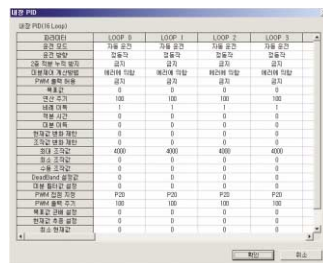 내장 PID
내장 PID(16 Loop)
파라미터 LOOP 0 LOOP 1 LOOP 2 LOOP 3
운전 모드 자동 운전 자동 운전 자동 운전 자동 운전
운전 방향 정동작 정동작 정동작 정동작
2중 적분 누적 방지 금지 금지 금지 금지
미분제어 계산방법 에러에 의함 에러에 의함 에러에 의함 에러에 의함
PWM 출력 허용 금지 금지 금지 금지
목표값 0 0 0 0
연산 주기 100 100 100 100
비례 이득 1 1 1 1
적분 시간 0 0 0 0
미분 이득 0 0 0 0
현재값 변화 제한 0 0 0 0
조작값 변화 제한 0 0 0 0
최대 조작값 4000 4000 4000 4000
최소 조작값 0 0 0 0
수동 조작값 0 0 0 0
DeadBand 설정값 0 0 0 0
미분 필터값 설정 0 0 0 0
PWM 접점 지정 P20 P20 P20 P20
PWM 출력 주기 100 100 100 100
목표값 궤배 설정 0 0 0 0
현재값 추종 설정 0 0 0 0
최소 현재값 0 0 0 0
확인 취소